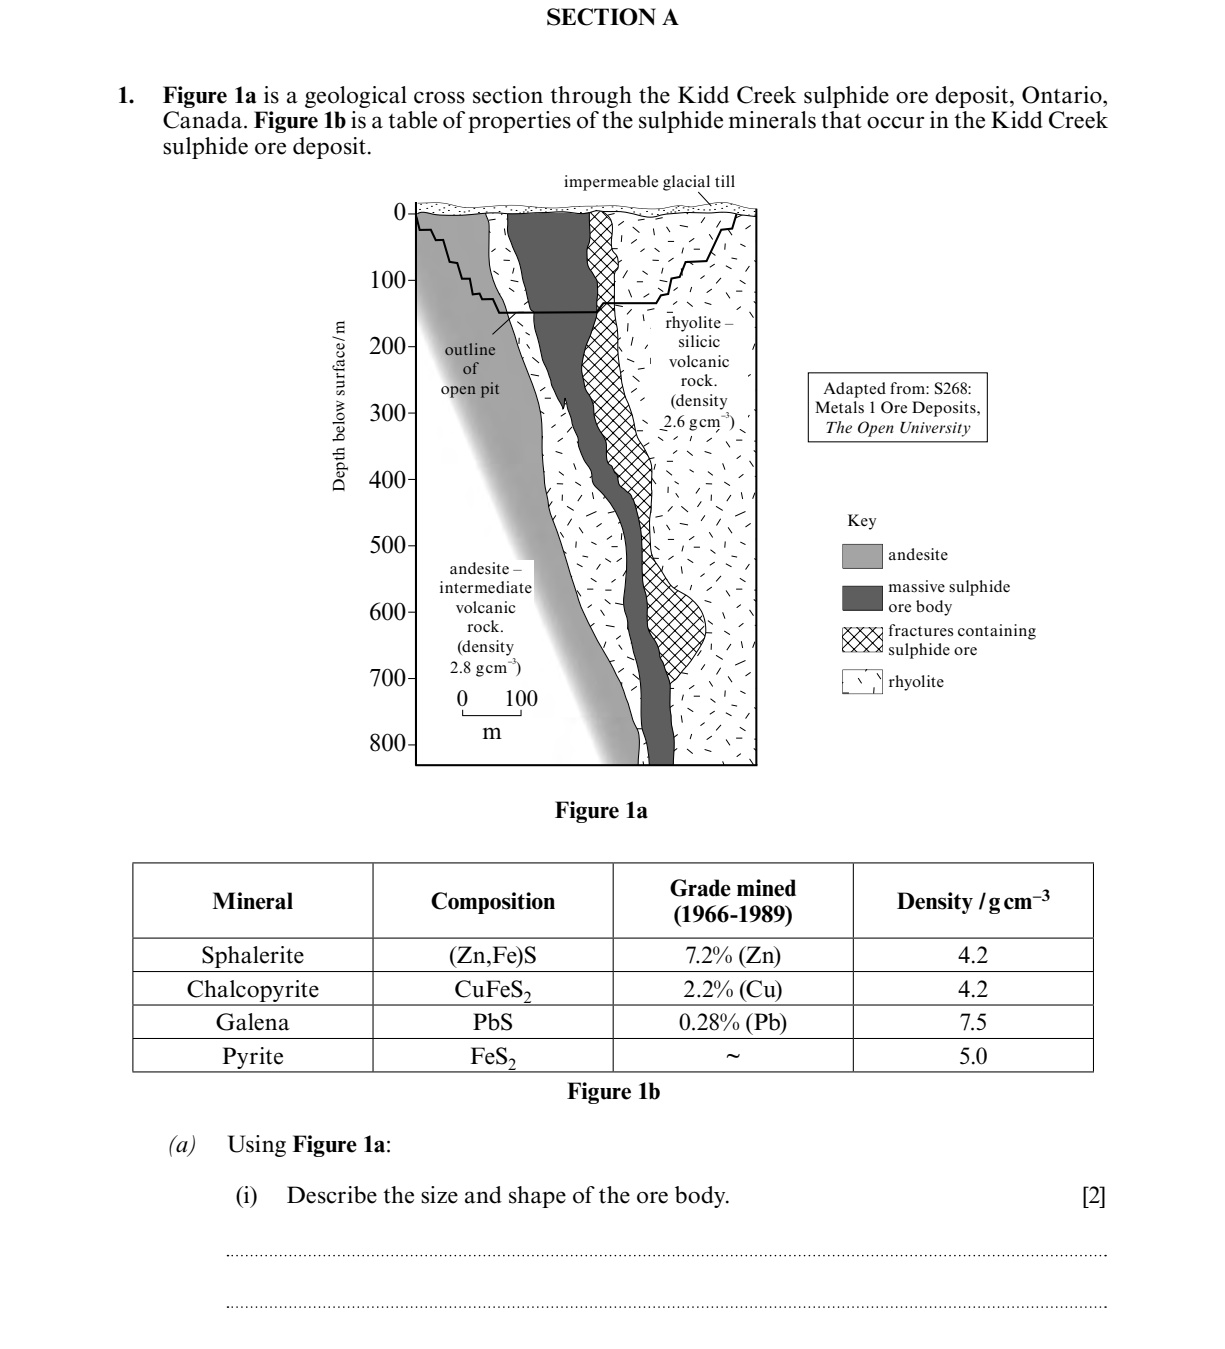 SECTION A
1. Figure 1a is a geological cross section through the Kidd Creek sulphide ore deposit, Ontario,
Canada. Figure 1b is a table of properties of the sulphide minerals that occur in the Kidd Creek
sulphide ore deposit.
impermeable glacial till
0
100
200
300
400
500
600
700
800
Depth below surface/m
outline
of
open pit
rhyolite –
silicic
volcanic
rock.
(density
2.6 g cm⁻³)
andesite –
intermediate
volcanic
rock.
(density
2.8 g cm⁻³)
0 100
m
Adapted from: S268:
Metals 1 Ore Deposits,
The Open University
Key
andesite
massive sulphide
ore body
fractures containing
sulphide ore
rhyolite
Figure 1a
Mineral Composition Grade mined (1966-1989) Density / g cm⁻³
Sphalerite (Zn,Fe)S 7.2% (Zn) 4.2
Chalcopyrite CuFeS₂ 2.2% (Cu) 4.2
Galena PbS 0.28% (Pb) 7.5
Pyrite FeS₂ ~ 5.0
Figure 1b
(a) Using Figure 1a:
(i) Describe the size and shape of the ore body. [2]